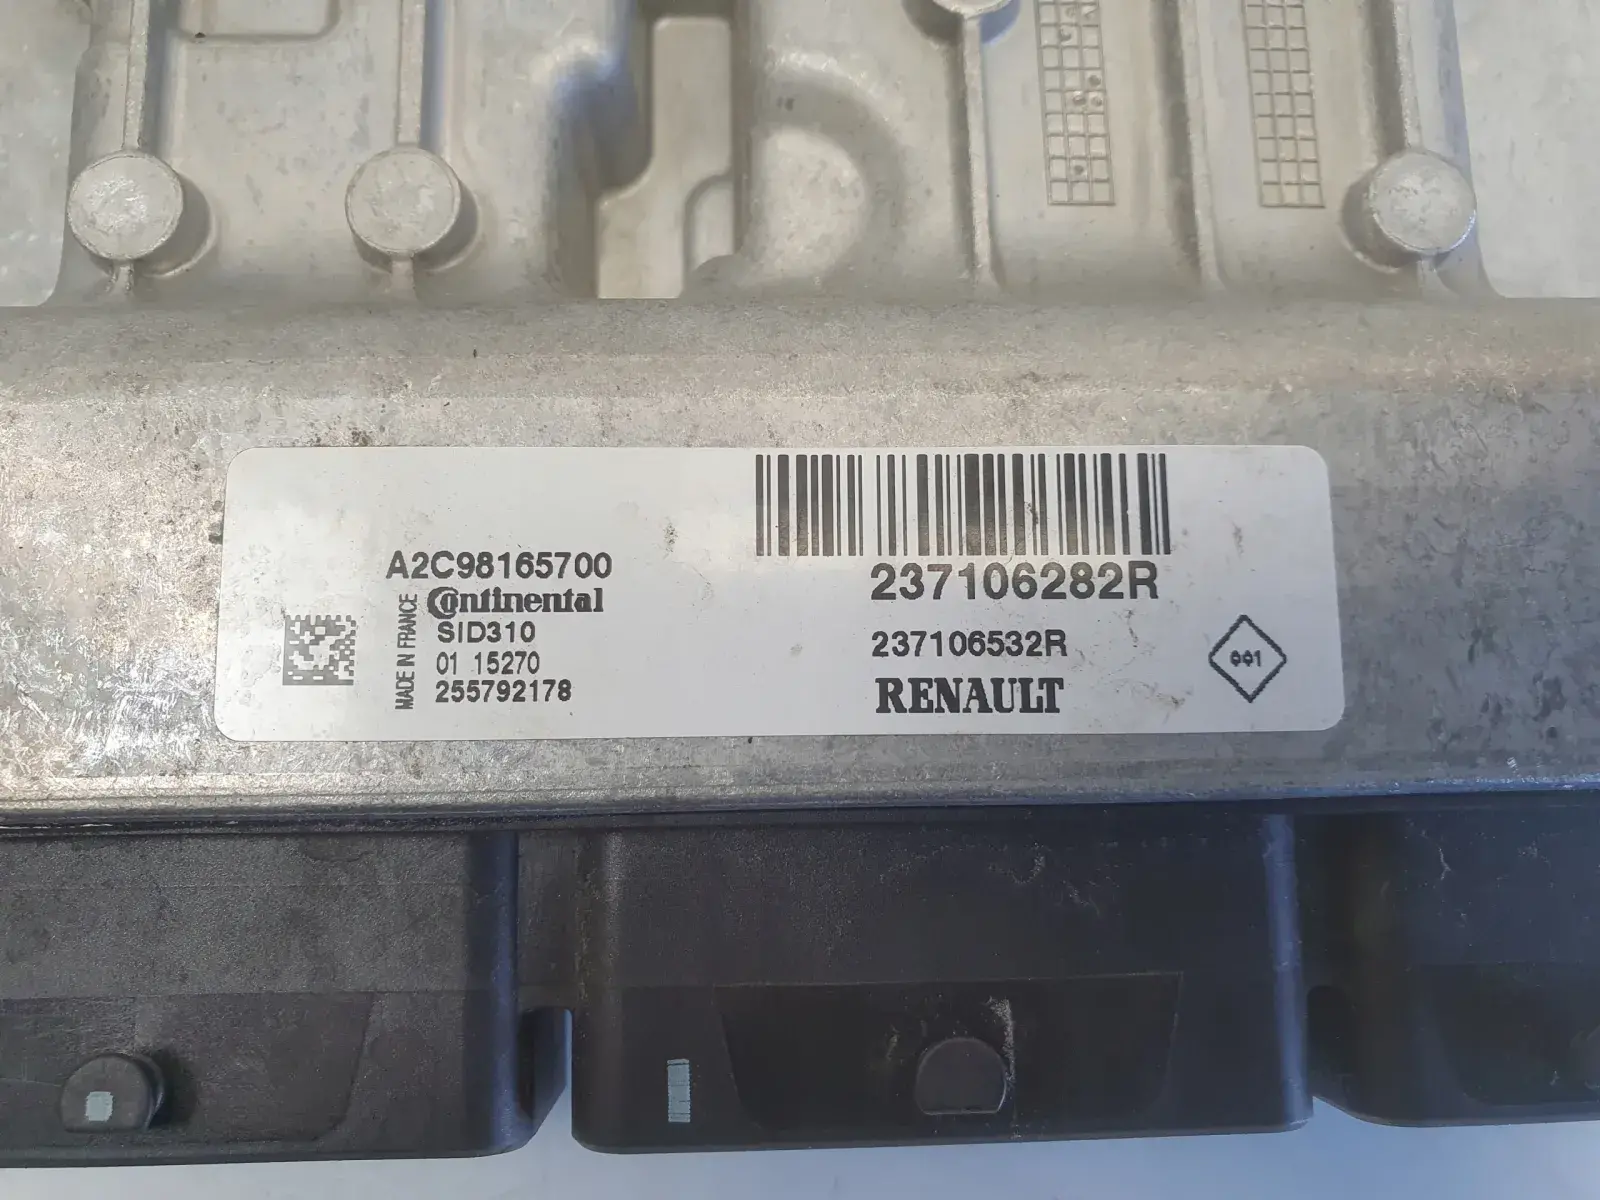 A2C98165700
Continental
SID310
01 15270
255792178
MADE IN FRANCE
237106282R
237106532R
RENAULT
001